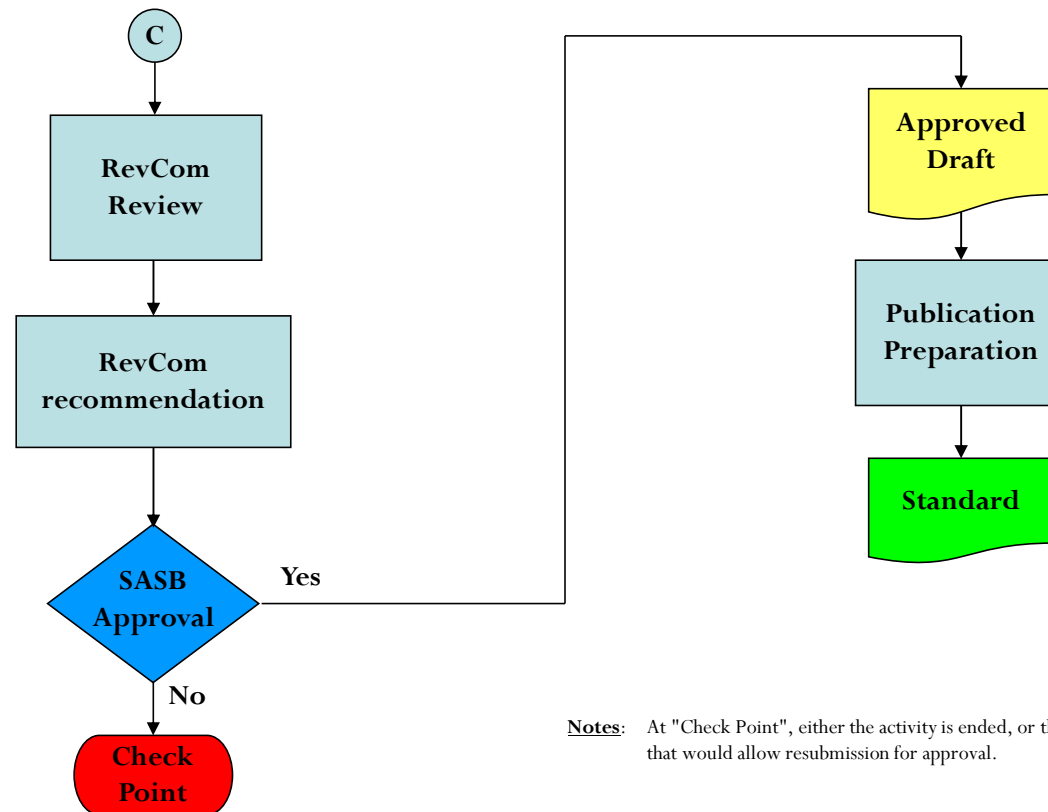 C
RevCom
Review
RevCom
recommendation
SASB
Approval
Yes
No
Check
Point
Approved
Draft
Publication
Preparation
Standard
Notes: At "Check Point", either the activity is ended, or
that would allow resubmission for approval.